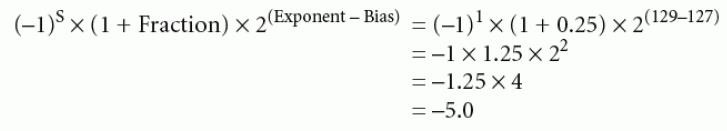 (−1)^S × (1 + Fraction) × 2^(Exponent − Bias) = (−1)^1 × (1 + 0.25) × 2^(129−127)
= −1 × 1.25 × 2^2
= −1.25 × 4
= −5.0